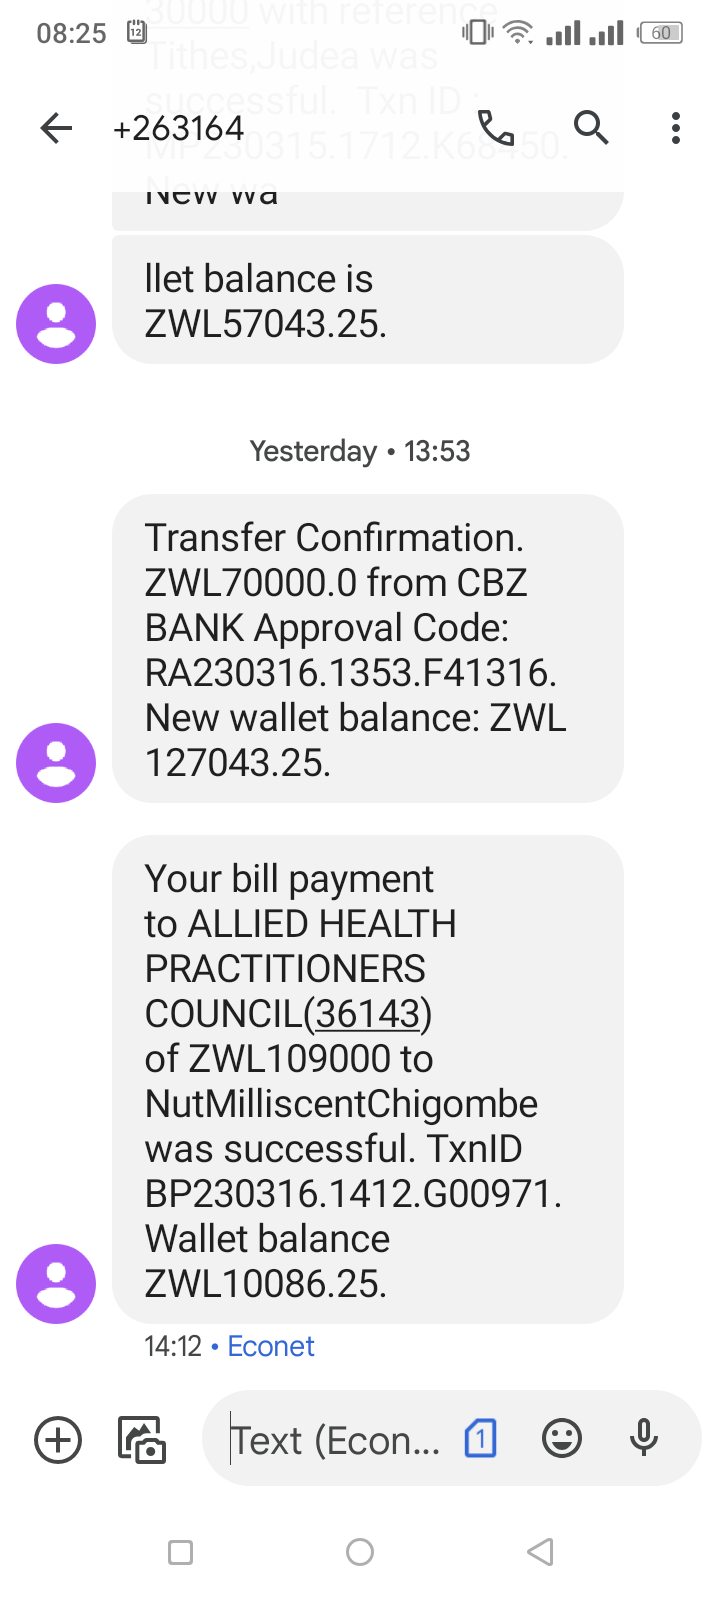 08:25
12
60
30000 with reference
Tithes,Judea was
successful. Txn ID :
+263164
MP230315.1712.K68450.
New wa
llet balance is
ZWL57043.25.
Yesterday • 13:53
Transfer Confirmation.
ZWL70000.0 from CBZ
BANK Approval Code:
RA230316.1353.F41316.
New wallet balance: ZWL
127043.25.
Your bill payment
to ALLIED HEALTH
PRACTITIONERS
COUNCIL(36143)
of ZWL109000 to
NutMilliscentChigombe
was successful. TxnID
BP230316.1412.G00971.
Wallet balance
ZWL10086.25.
14:12 • Econet
Text (Econ...
1